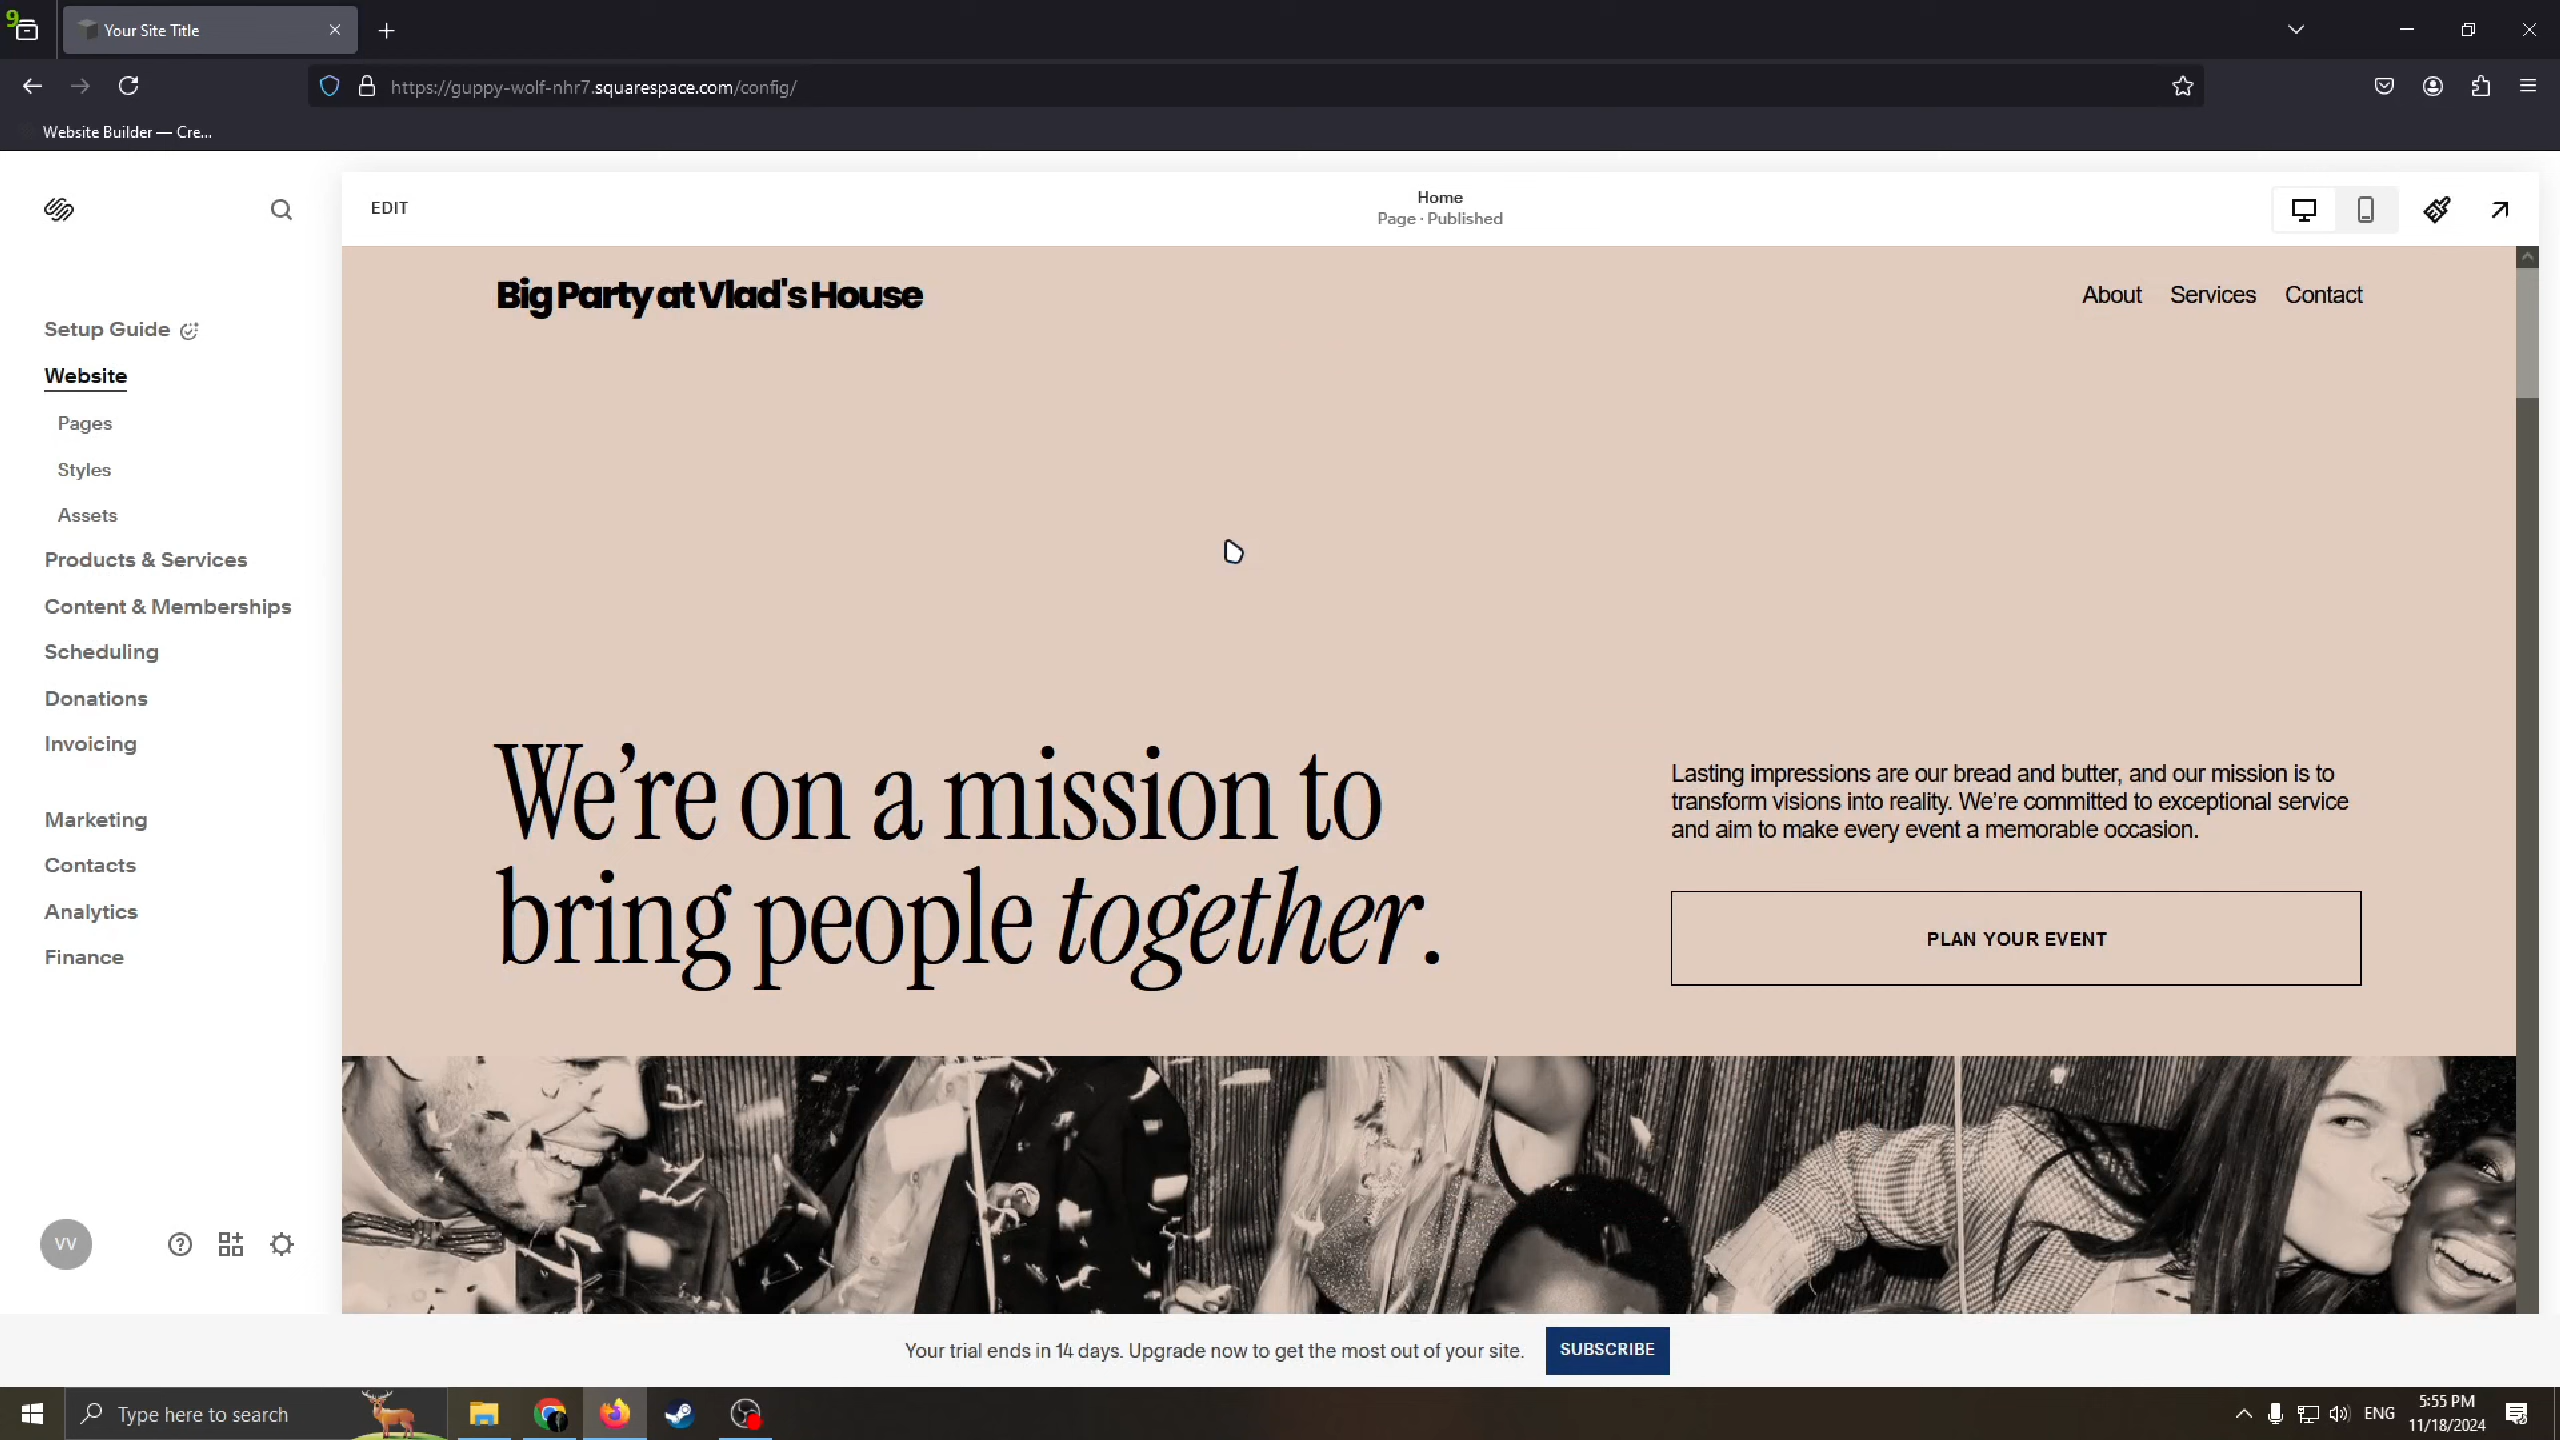 9
Your Site Title
https://guppy-wolf-nhr7.squarespace.com/config/
Website Builder — Cre...
EDIT
Home
Page · Published
Setup Guide
Website
Pages
Styles
Assets
Products & Services
Content & Memberships
Scheduling
Donations
Invoicing
Marketing
Contacts
Analytics
Finance
VV
Big Party at Vlad's House
About Services Contact
We’re on a mission to
bring people together.
Lasting impressions are our bread and butter, and our mission is to
transform visions into reality. We’re committed to exceptional service
and aim to make every event a memorable occasion.
PLAN YOUR EVENT
Your trial ends in 14 days. Upgrade now to get the most out of your site.
SUBSCRIBE
Type here to search
ENG
5:55 PM
11/18/2024